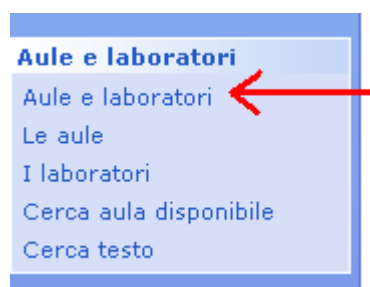 Aule e laboratori
Aule e laboratori
Le aule
I laboratori
Cerca aula disponibile
Cerca testo